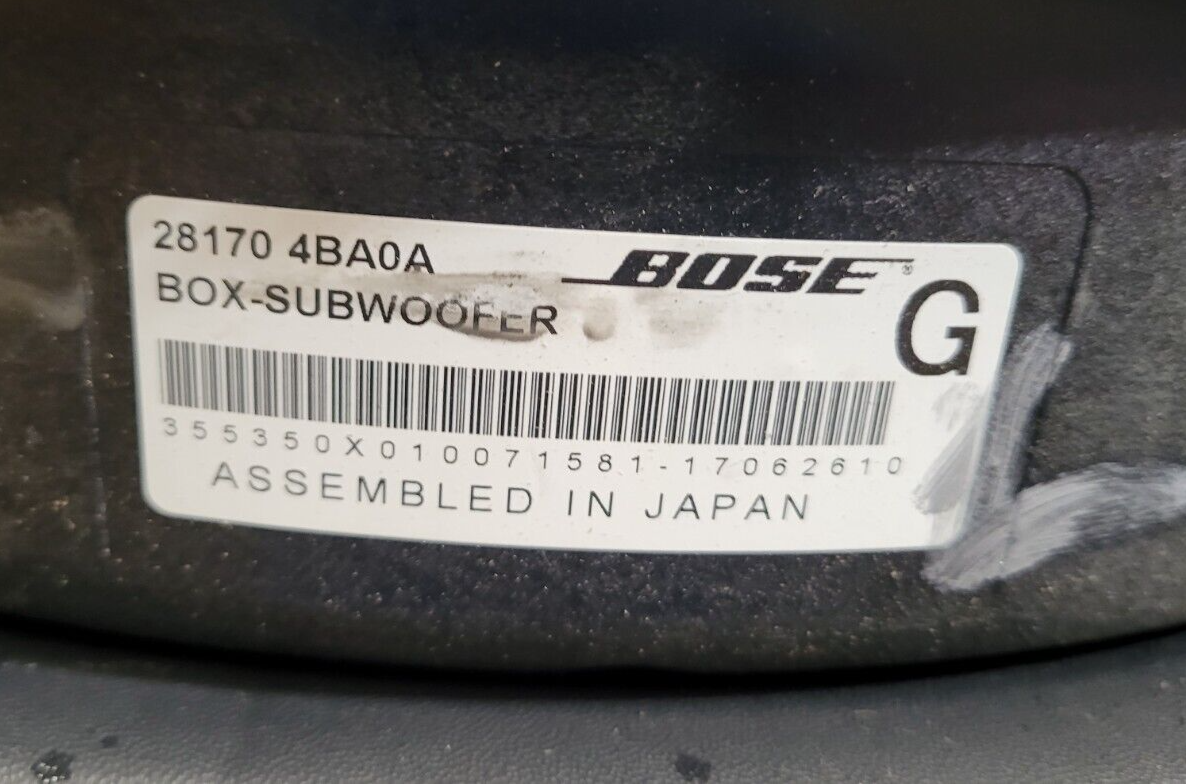 28170 4BA0A
BOSE®
BOX-SUBWOOFER
G
355350X010071581-17062610
ASSEMBLED IN JAPAN